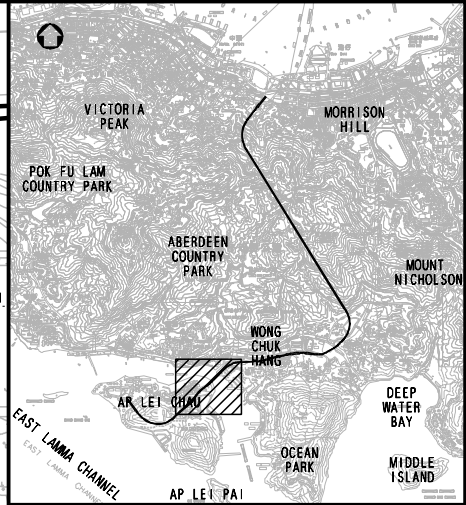 VICTORIA
PEAK
MORRISON
HILL
POK FU LAM
COUNTRY PARK
ABERDEEN
COUNTRY
PARK
MOUNT
NICHOLSON
WONG
CHUK
HANG
AP LEI CHAU
DEEP
WATER
BAY
EAST LAMMA CHANNEL
EAST LAMMA CHANNEL
OCEAN
PARK
MIDDLE
ISLAND
AP LEI PAI